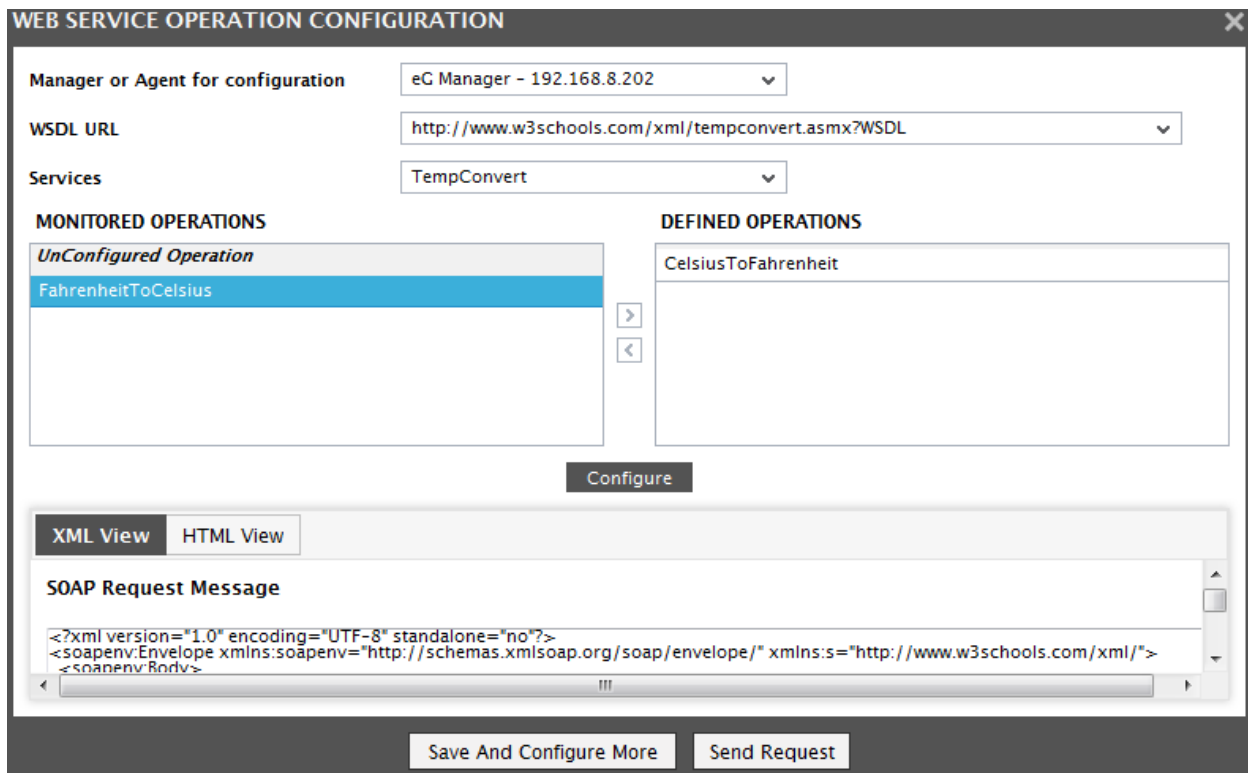 WEB SERVICE OPERATION CONFIGURATION
Manager or Agent for configuration
eG Manager - 192.168.8.202
WSDL URL
http://www.w3schools.com/xml/tempconvert.asmx?WSDL
Services
TempConvert
MONITORED OPERATIONS
DEFINED OPERATIONS
UnConfigured Operation
CelsiusToFahrenheit
FahrenheitToCelsius
Configure
XML View
HTML View
SOAP Request Message
<?xml version="1.0" encoding="UTF-8" standalone="no"?>
<soapenv:Envelope xmlns:soapenv="http://schemas.xmlsoap.org/soap/envelope/" xmlns:s="http://www.w3schools.com/xml/">
<soapenv:Body>
Save And Configure More
Send Request